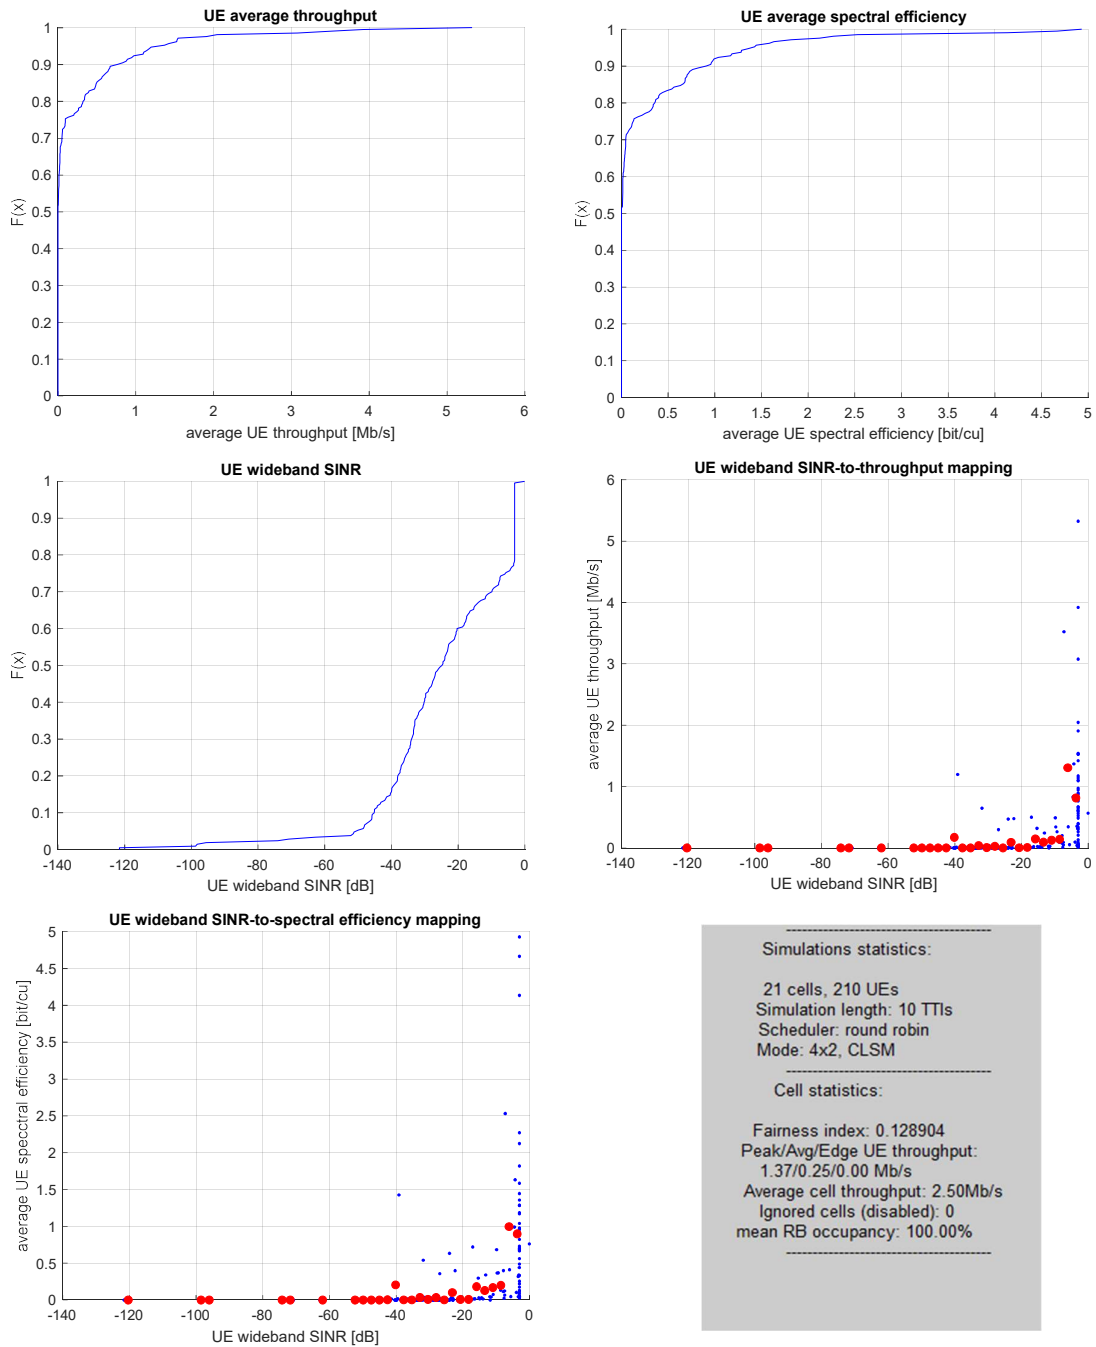 UE average throughput
1
0.9
0.8
0.7
0.6
0.5
0.4
0.3
0.2
0.1
0
F(x)
0 1 2 3 4 5 6
average UE throughput [Mb/s]
UE average spectral efficiency
1
0.9
0.8
0.7
0.6
0.5
0.4
0.3
0.2
0.1
0
F(x)
0 0.5 1 1.5 2 2.5 3 3.5 4 4.5 5
average UE spectral efficiency [bit/cu]
UE wideband SINR
1
0.9
0.8
0.7
0.6
0.5
0.4
0.3
0.2
0.1
0
F(x)
-140 -120 -100 -80 -60 -40 -20 0
UE wideband SINR [dB]
UE wideband SINR-to-throughput mapping
6
5
4
3
2
1
0
average UE throughput [Mb/s]
-140 -120 -100 -80 -60 -40 -20 0
UE wideband SINR [dB]
UE wideband SINR-to-spectral efficiency mapping
5
4.5
4
3.5
3
2.5
2
1.5
1
0.5
0
average UE specctral efficiency [bit/cu]
-140 -120 -100 -80 -60 -40 -20 0
UE wideband SINR [dB]
----------------------------------------
Simulations statistics:
21 cells, 210 UEs
Simulation length: 10 TTIs
Scheduler: round robin
Mode: 4x2, CLSM
----------------------------------------
Cell statistics:
Fairness index: 0.128904
Peak/Avg/Edge UE throughput:
1.37/0.25/0.00 Mb/s
Average cell throughput: 2.50Mb/s
Ignored cells (disabled): 0
mean RB occupancy: 100.00%
----------------------------------------